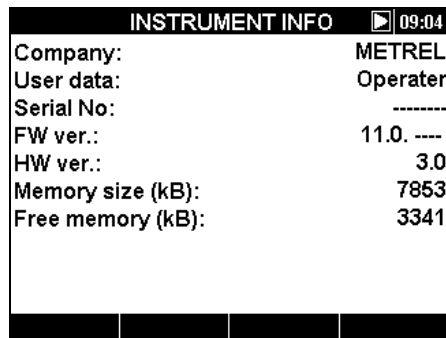 INSTRUMENT INFO 09:04
Company: METREL
User data: Operater
Serial No: --------
FW ver.: 11.0. ----
HW ver.: 3.0
Memory size (kB): 7853
Free memory (kB): 3341